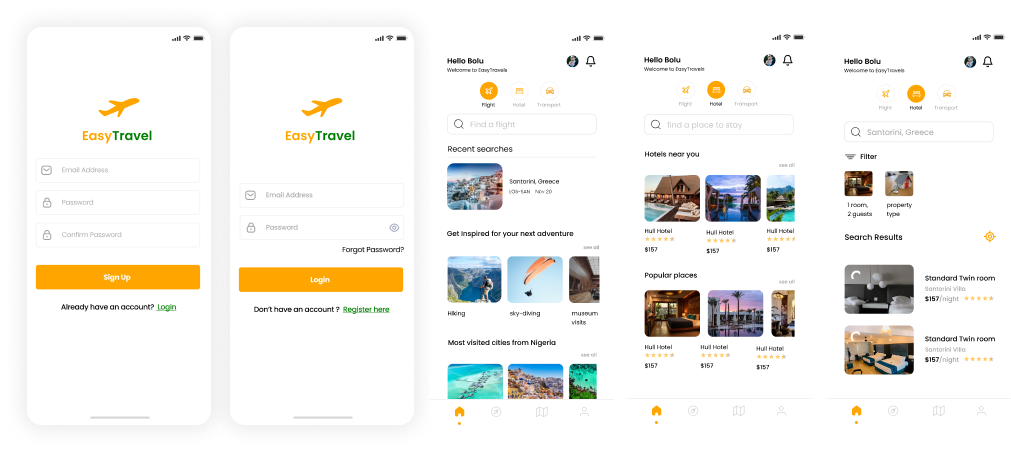 EasyTravel
Email Address
Password
Confirm Password
Sign Up
Already have an account? Login
EasyTravel
Email Address
Password
Forgot Password?
Login
Don't have an account ? Register here
Hello Bolu
Welcome to EasyTravels
Flight
Hotel
Transport
Find a flight
Recent searches
Santorini, Greece
LOS-SAN Nov 20
Get Inspired for your next adventure
see all
Hiking
sky-diving
museum
visits
Most visited cities from Nigeria
see all
Hello Bolu
Welcome to EasyTravels
Flight
Hotel
Transport
find a place to stay
Hotels near you
see all
Hull Hotel
$157
Hull Hotel
$157
Hull Hotel
$157
Popular places
see all
Hull Hotel
$157
Hull Hotel
$157
Hull Hotel
$157
Hello Bolu
Welcome to EasyTravels
Flight
Hotel
Transport
Santorini, Greece
Filter
1 room,
2 guests
property
type
Search Results
Standard Twin room
Santorini Villa
$157/night
Standard Twin room
Santorini Villa
$157/night